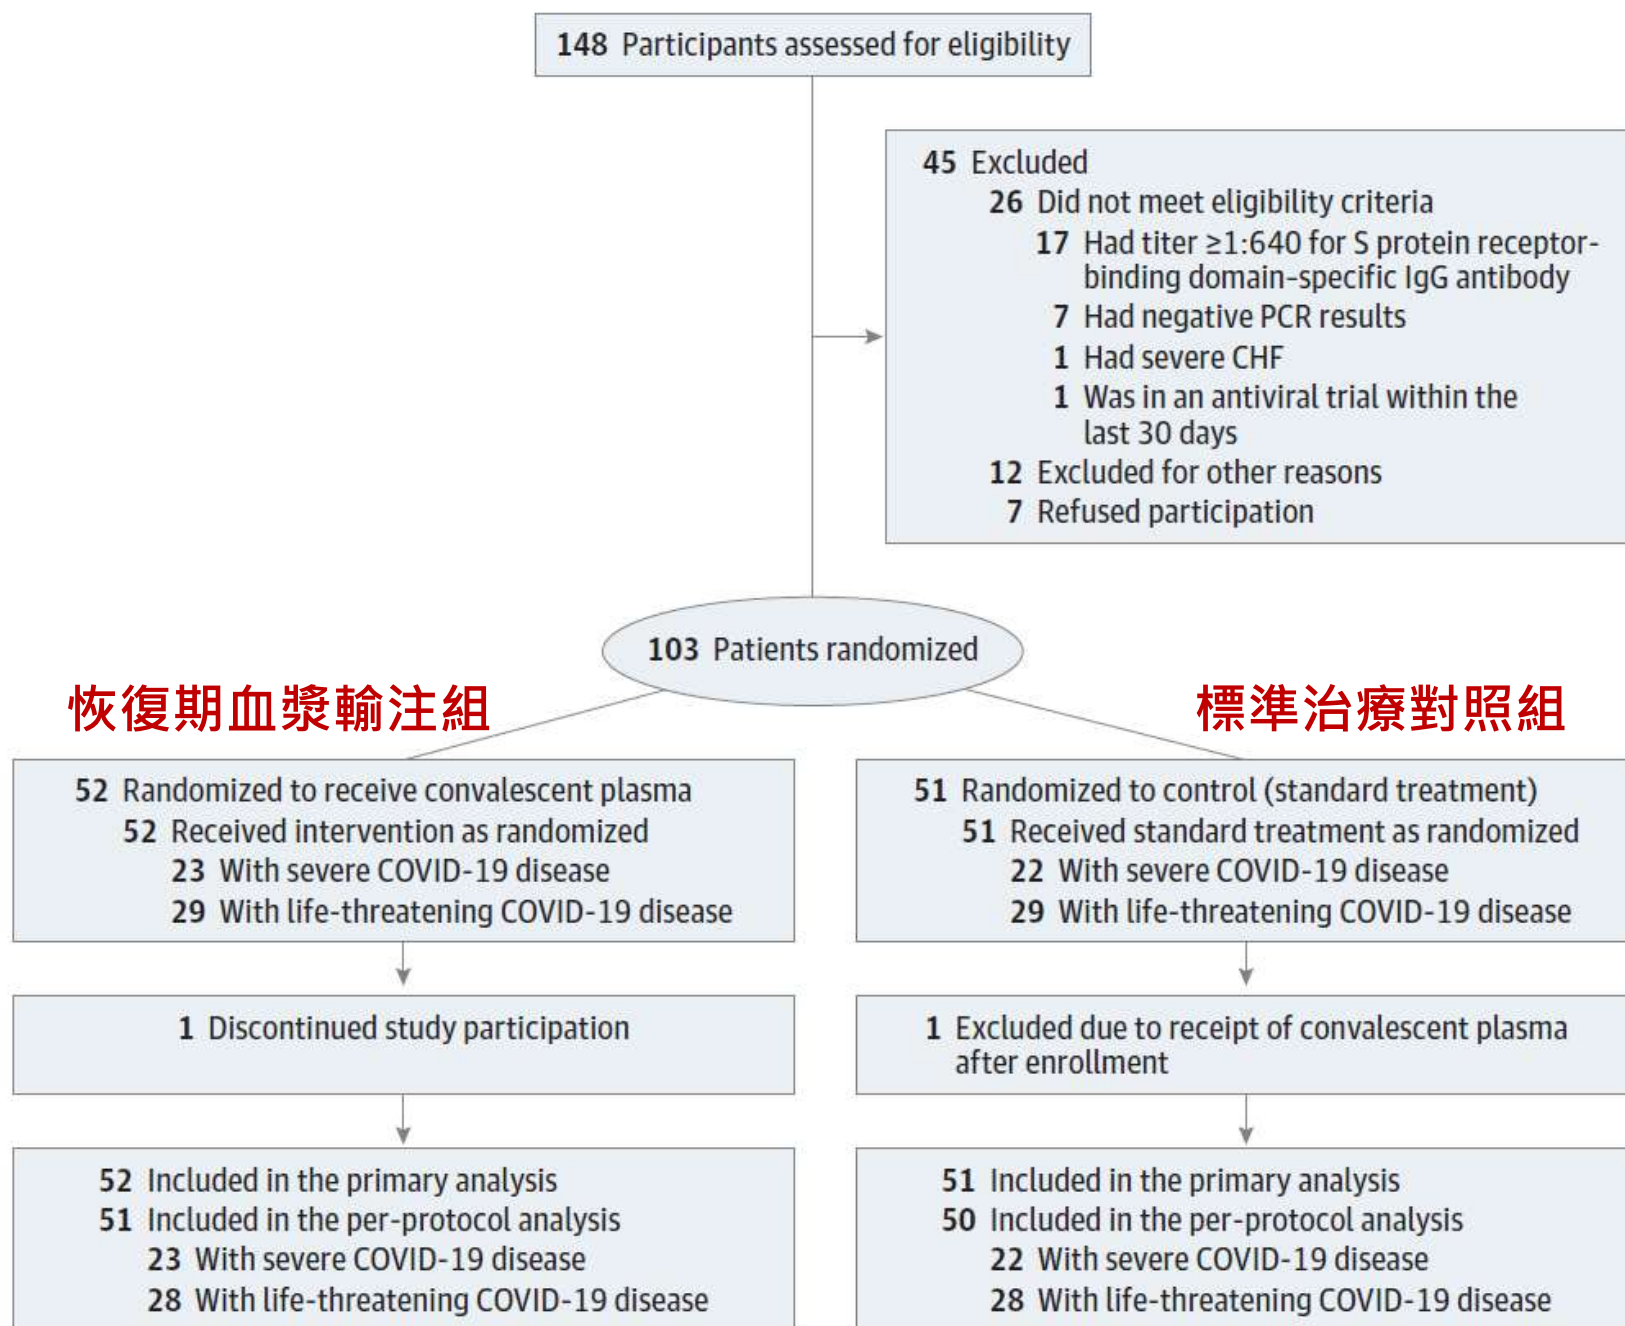 148 Participants assessed for eligibility
45 Excluded
26 Did not meet eligibility criteria
17 Had titer ≥1:640 for S protein receptor-
binding domain–specific IgG antibody
7 Had negative PCR results
1 Had severe CHF
1 Was in an antiviral trial within the
last 30 days
12 Excluded for other reasons
7 Refused participation
103 Patients randomized
恢復期血漿輸注組
標準治療對照組
52 Randomized to receive convalescent plasma
52 Received intervention as randomized
23 With severe COVID-19 disease
29 With life-threatening COVID-19 disease
51 Randomized to control (standard treatment)
51 Received standard treatment as randomized
22 With severe COVID-19 disease
29 With life-threatening COVID-19 disease
1 Discontinued study participation
1 Excluded due to receipt of convalescent plasma
after enrollment
52 Included in the primary analysis
51 Included in the per-protocol analysis
23 With severe COVID-19 disease
28 With life-threatening COVID-19 disease
51 Included in the primary analysis
50 Included in the per-protocol analysis
22 With severe COVID-19 disease
28 With life-threatening COVID-19 disease